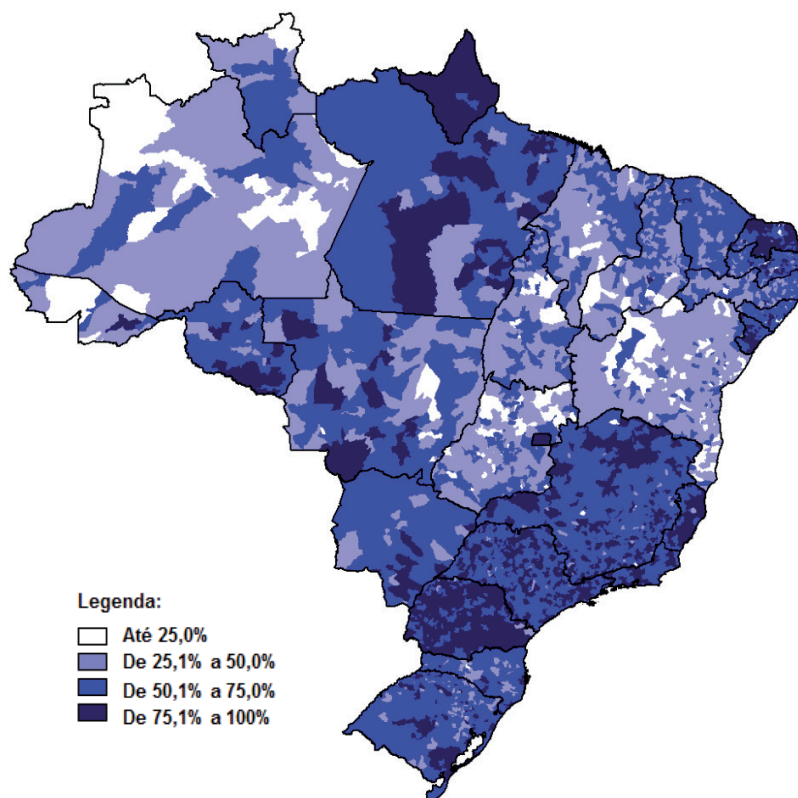 Legenda:
Até 25,0%
De 25,1% a 50,0%
De 50,1% a 75,0%
De 75,1% a 100%